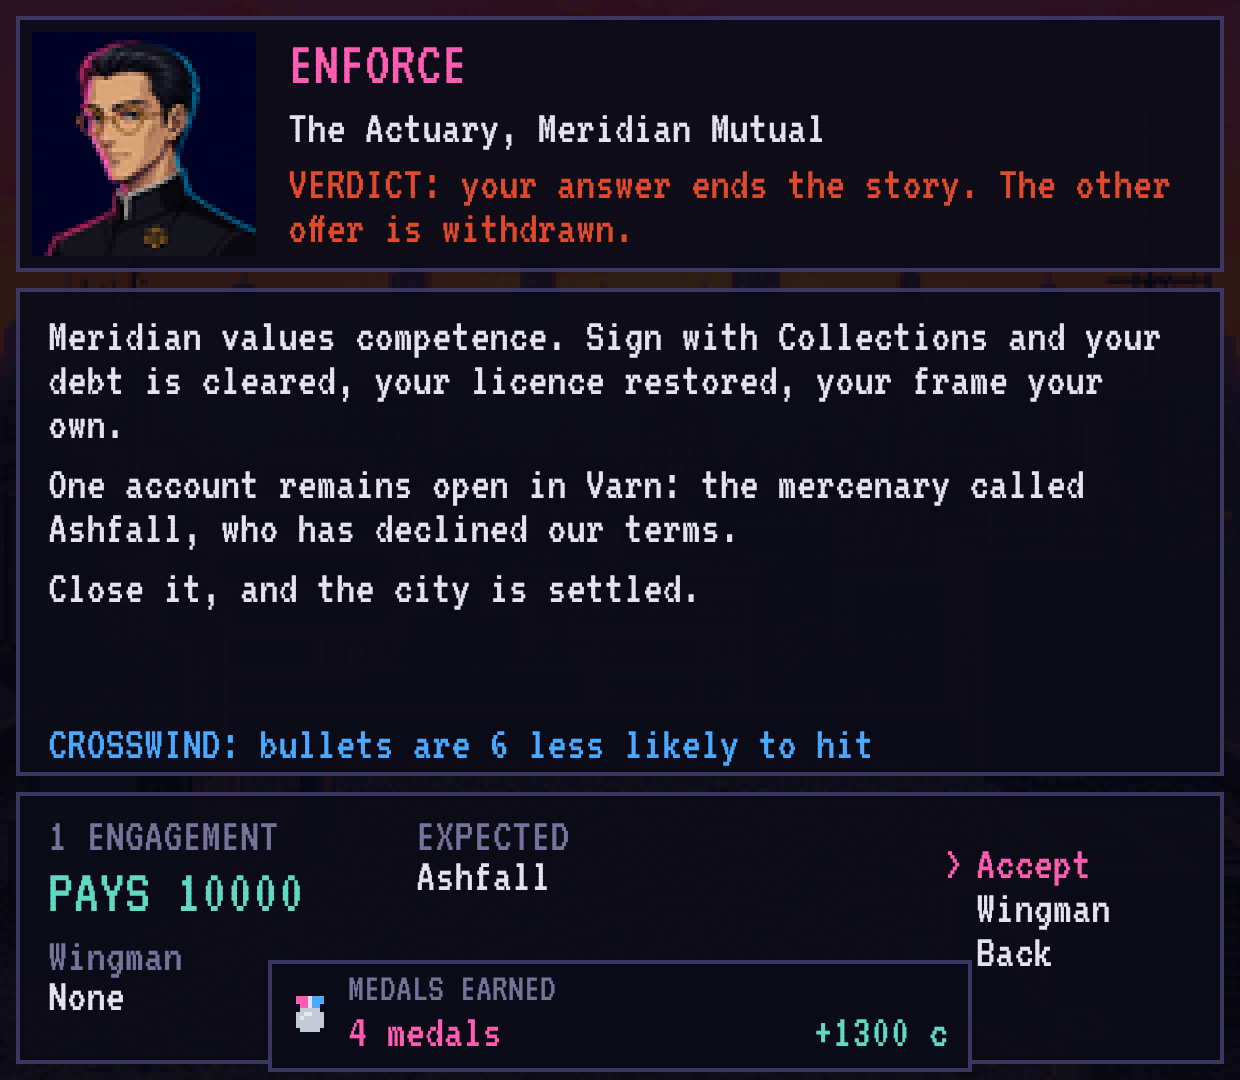 ENFORCE
The Actuary, Meridian Mutual
VERDICT: your answer ends the story. The other
offer is withdrawn.
Meridian values competence. Sign with Collections and your
debt is cleared, your licence restored, your frame your
own.
One account remains open in Varn: the mercenary called
Ashfall, who has declined our terms.
Close it, and the city is settled.
CROSSWIND: bullets are 6 less likely to hit
1 ENGAGEMENT
PAYS 10000
Wingman
None
EXPECTED
Ashfall
> Accept
Wingman
Back
MEDALS EARNED
4 medals +1300 c